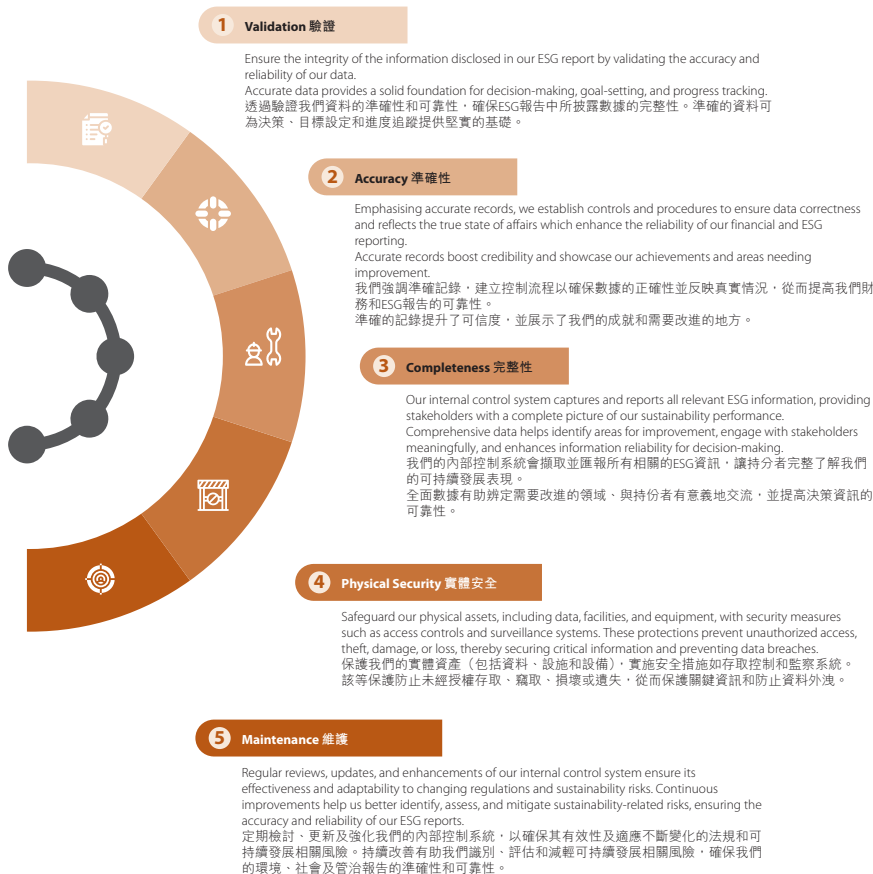 1 Validation 驗證
Ensure the integrity of the information disclosed in our ESG report by validating the accuracy and
reliability of our data.
Accurate data provides a solid foundation for decision-making, goal-setting, and progress tracking.
透過驗證我們資料的準確性和可靠性，確保ESG報告中所披露數據的完整性。準確的資料可
為決策、目標設定和進度追蹤提供堅實的基礎。
2 Accuracy 準確性
Emphasising accurate records, we establish controls and procedures to ensure data correctness
and reflects the true state of affairs which enhance the reliability of our financial and ESG
reporting.
Accurate records boost credibility and showcase our achievements and areas needing
improvement.
我們強調準確記錄，建立控制流程以確保數據的正確性並反映真實情況，從而提高我們財
務和ESG報告的可靠性。
準確的記錄提升了可信度，並展示了我們的成就和需要改進的地方。
3 Completeness 完整性
Our internal control system captures and reports all relevant ESG information, providing
stakeholders with a complete picture of our sustainability performance.
Comprehensive data helps identify areas for improvement, engage with stakeholders
meaningfully, and enhances information reliability for decision-making.
我們的內部控制系統會擷取並匯報所有相關的ESG資訊，讓持分者完整了解我們
的可持續發展表現。
全面數據有助辨定需要改進的領域、與持份者有意義地交流，並提高決策資訊的
可靠性。
4 Physical Security 實體安全
Safeguard our physical assets, including data, facilities, and equipment, with security measures
such as access controls and surveillance systems. These protections prevent unauthorized access,
theft, damage, or loss, thereby securing critical information and preventing data breaches.
保護我們的實體資產（包括資料、設施和設備），實施安全措施如存取控制和監察系統。
該等保護防止未經授權存取、竊取、損壞或遺失，從而保護關鍵資訊和防止資料外洩。
5 Maintenance 維護
Regular reviews, updates, and enhancements of our internal control system ensure its
effectiveness and adaptability to changing regulations and sustainability risks. Continuous
improvements help us better identify, assess, and mitigate sustainability-related risks, ensuring the
accuracy and reliability of our ESG reports.
定期檢討、更新及強化我們的內部控制系統，以確保其有效性及適應不斷變化的法規和可
持續發展相關風險。持續改善有助我們識別、評估和減輕可持續發展相關風險，確保我們
的環境、社會及管治報告的準確性和可靠性。